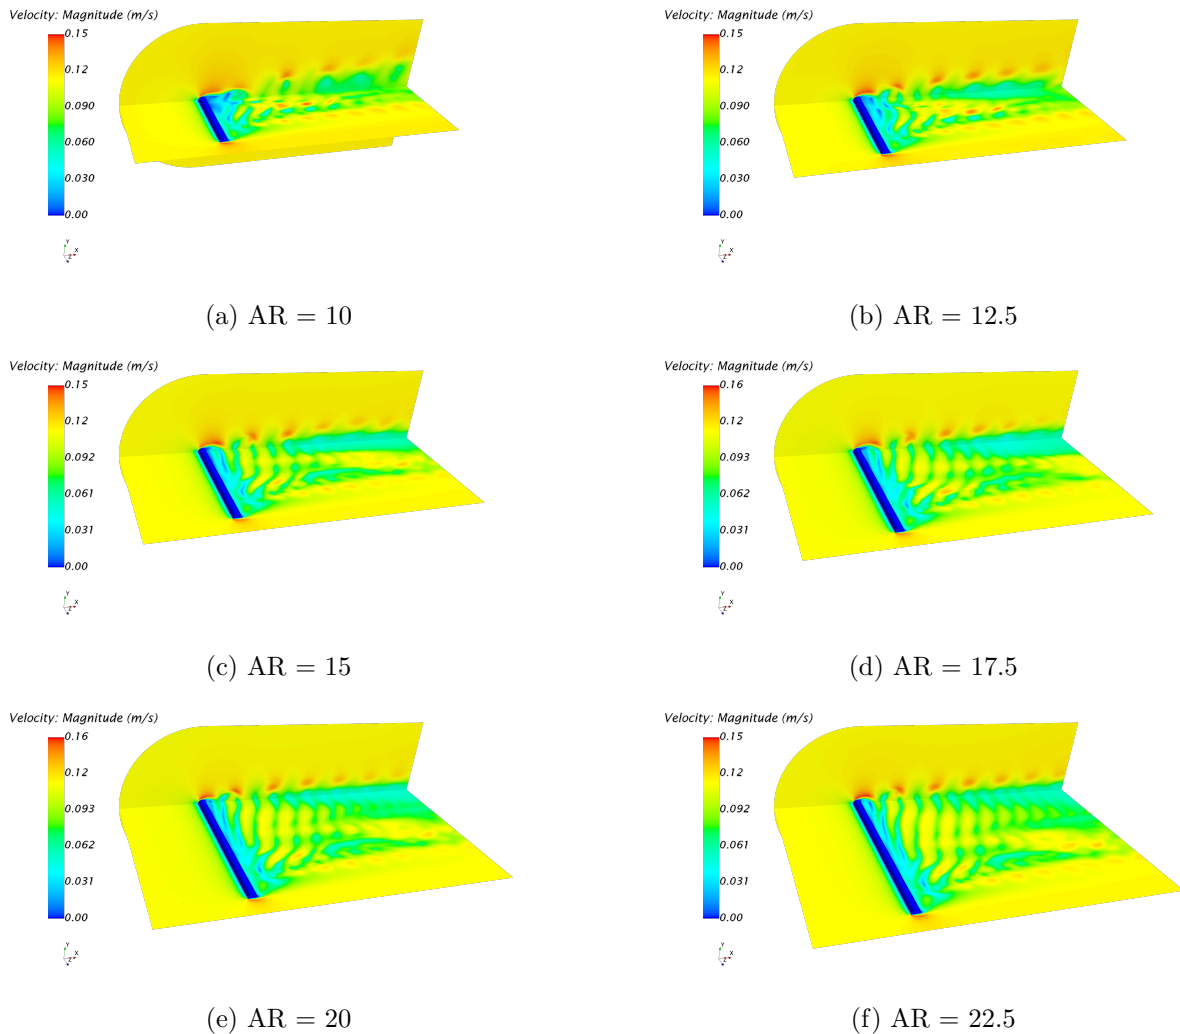 Velocity: Magnitude (m/s)
0.15
0.12
0.090
0.060
0.030
0.00
Y
X
Z
(a) AR = 10
Velocity: Magnitude (m/s)
0.15
0.12
0.090
0.060
0.030
0.00
Y
X
Z
(b) AR = 12.5
Velocity: Magnitude (m/s)
0.15
0.12
0.092
0.061
0.031
0.00
Y
X
Z
(c) AR = 15
Velocity: Magnitude (m/s)
0.16
0.12
0.093
0.062
0.031
0.00
Y
X
Z
(d) AR = 17.5
Velocity: Magnitude (m/s)
0.16
0.12
0.093
0.062
0.031
0.00
Y
X
Z
(e) AR = 20
Velocity: Magnitude (m/s)
0.15
0.12
0.092
0.061
0.031
0.00
Y
X
Z
(f) AR = 22.5